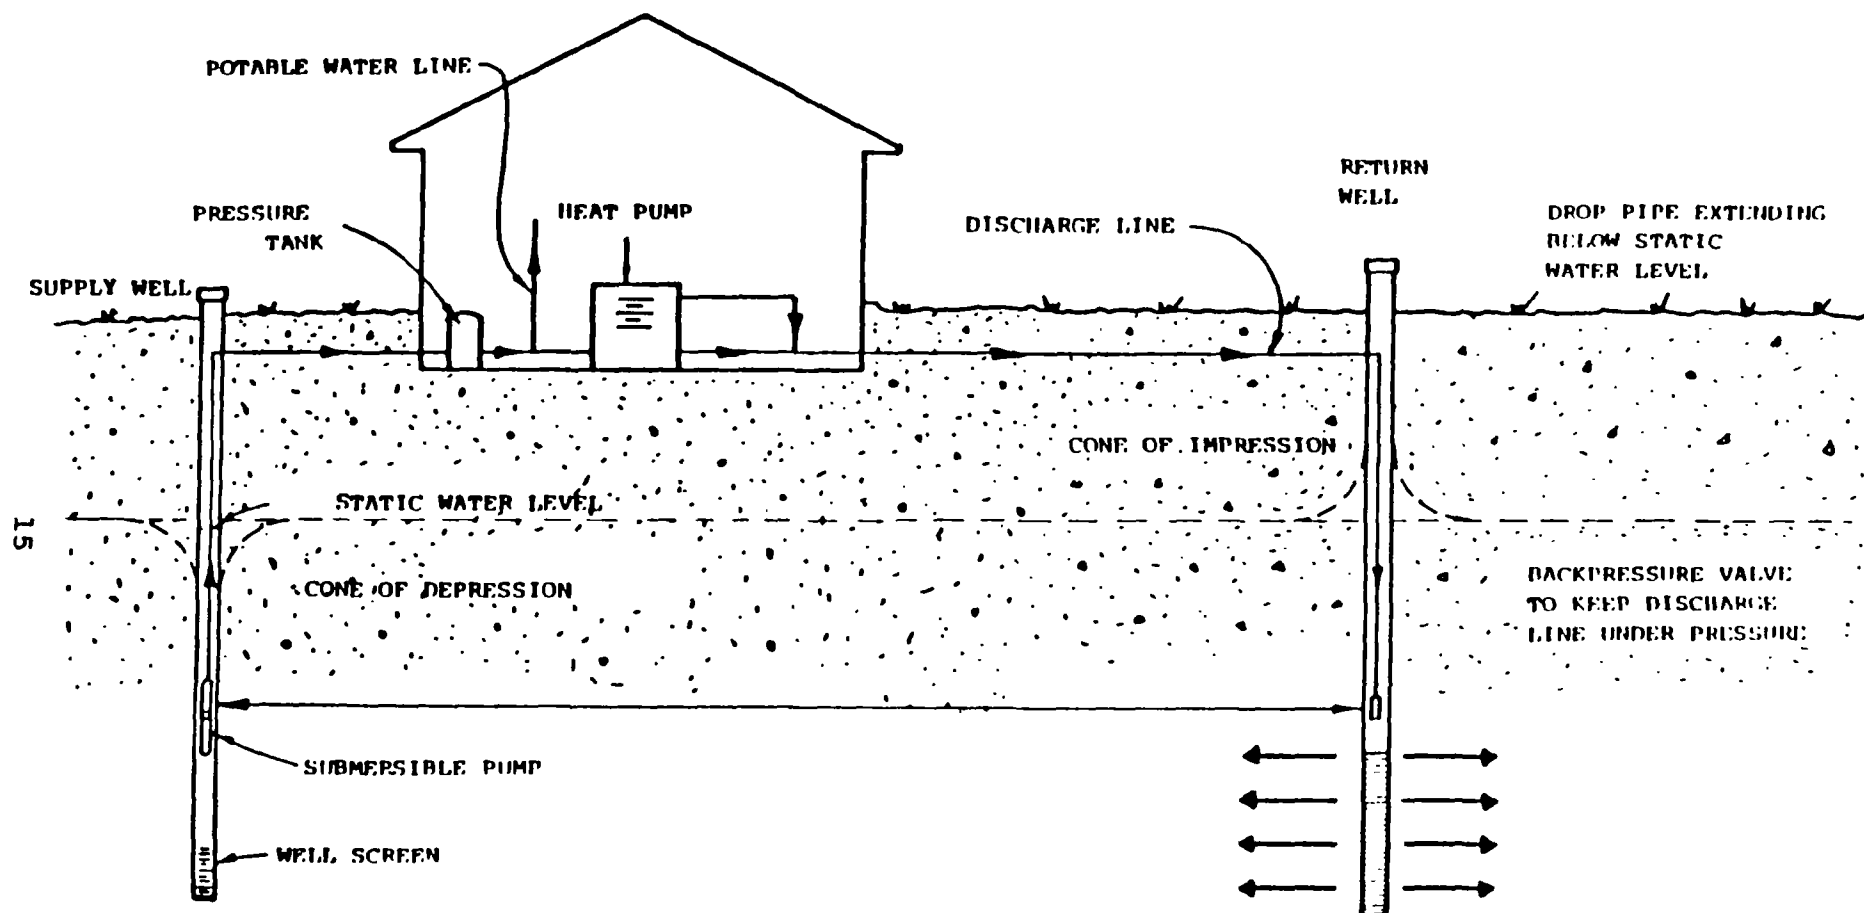 POTABLE WATER LINE
PRESSURE
TANK
HEAT PUMP
SUPPLY WELL
DISCHARGE LINE
RETURN
WELL
DROP PIPE EXTENDING
BELOW STATIC
WATER LEVEL
CONE OF IMPRESSION
STATIC WATER LEVEL
CONE OF DEPRESSION
BACKPRESSURE VALVE
TO KEEP DISCHARGE
LINE UNDER PRESSURE
SUBMERSIBLE PUMP
WELL SCREEN
15